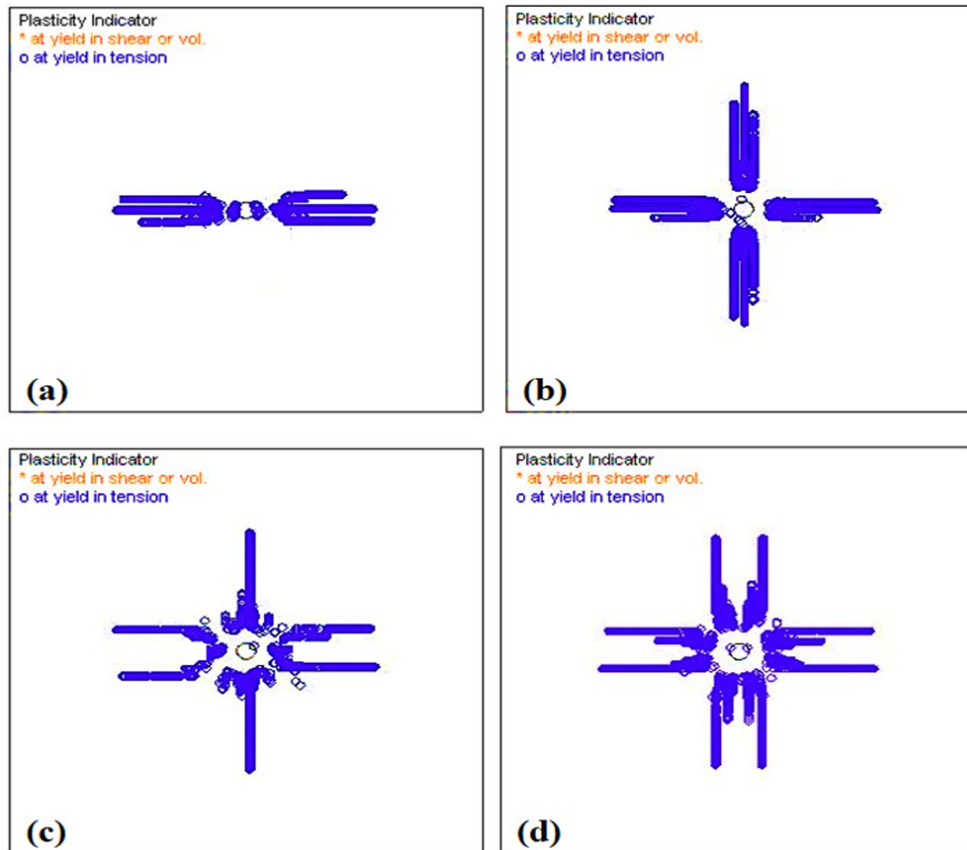 Plasticity Indicator
* at yield in shear or vol.
o at yield in tension
(a)
Plasticity Indicator
* at yield in shear or vol.
o at yield in tension
(b)
Plasticity Indicator
* at yield in shear or vol.
o at yield in tension
(c)
Plasticity Indicator
* at yield in shear or vol.
o at yield in tension
(d)